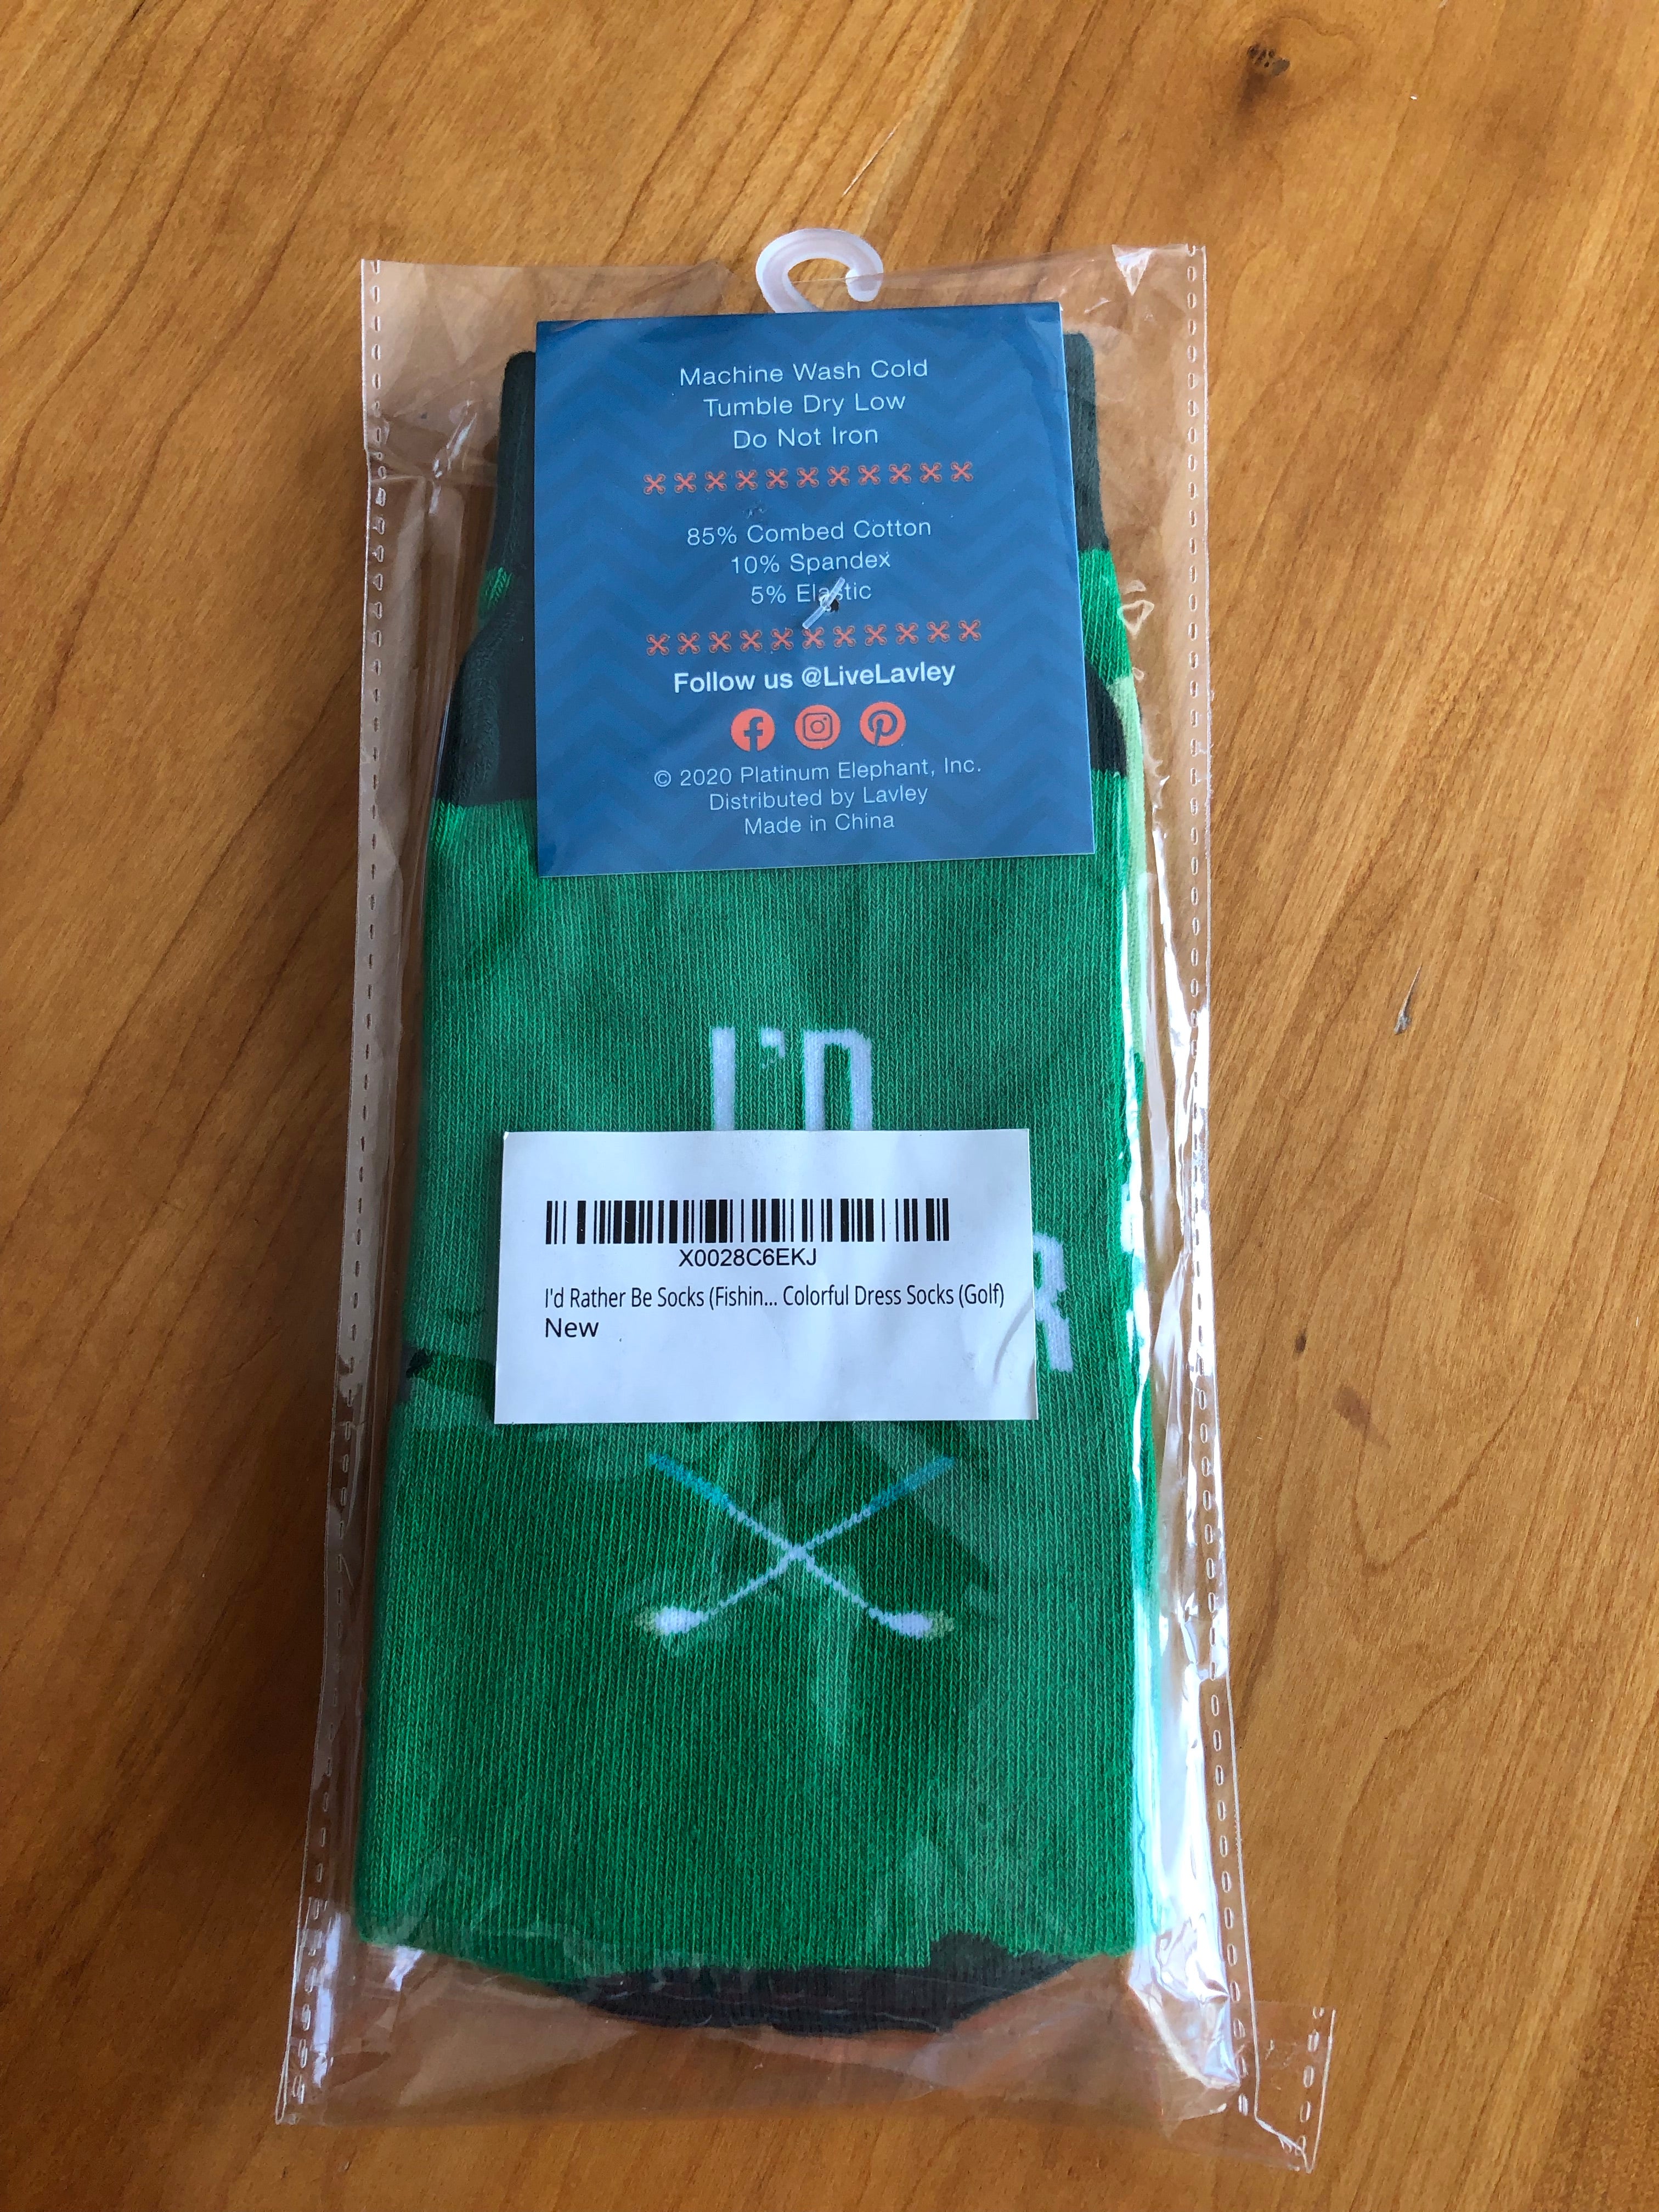 Machine Wash Cold
Tumble Dry Low
Do Not Iron
85% Combed Cotton
10% Spandex
5% Elastic
Follow us @LiveLavley
© 2020 Platinum Elephant, Inc.
Distributed by Lavley
Made in China
I'D
R
X0028C6EKJ
I'd Rather Be Socks (Fishin... Colorful Dress Socks (Golf)
New